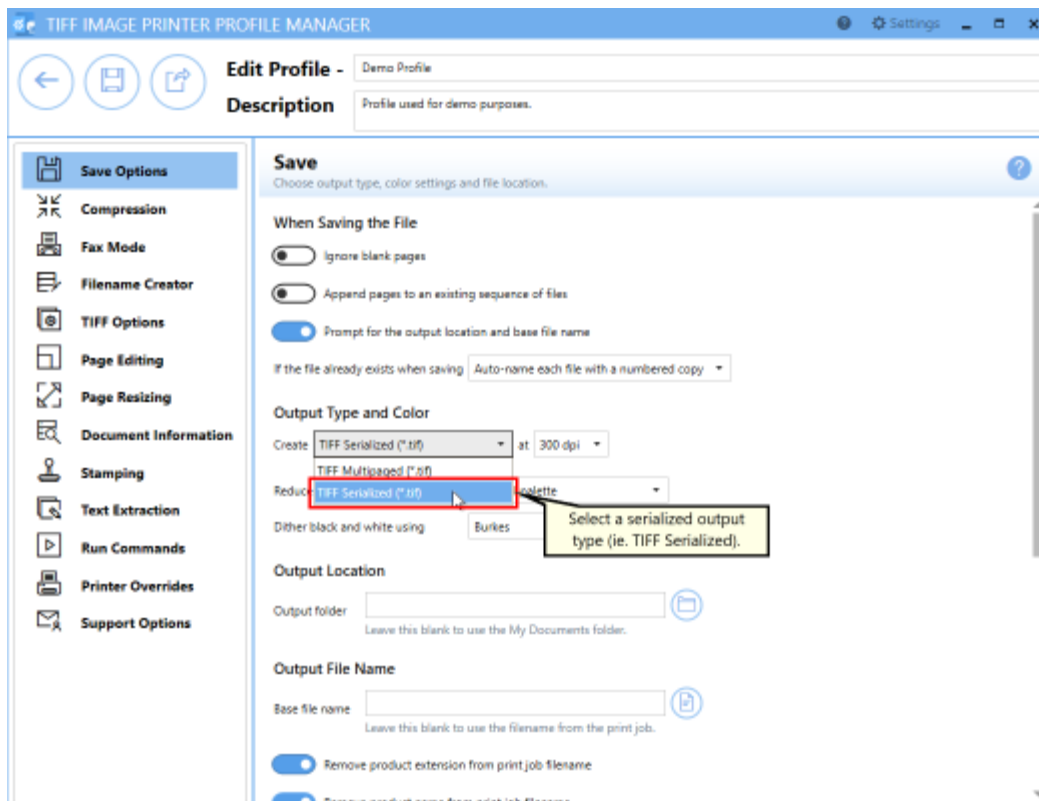 TIFF IMAGE PRINTER PROFILE MANAGER
Settings
Edit Profile - Demo Profile
Description Profile used for demo purposes.
Save Options
Compression
Fax Mode
Filename Creator
TIFF Options
Page Editing
Page Resizing
Document Information
Stamping
Text Extraction
Run Commands
Printer Overrides
Support Options
Save
Choose output type, color settings and file location.
When Saving the File
Ignore blank pages
Append pages to an existing sequence of files
Prompt for the output location and base file name
If the file already exists when saving Auto-name each file with a numbered copy
Output Type and Color
Create TIFF Serialized (*.tif) at 300 dpi
TIFF Multipaged (*.tif)
Reduce TIFF Serialized (*.tif) palette
Select a serialized output
type (ie. TIFF Serialized).
Dither black and white using Burkes
Output Location
Output folder
Leave this blank to use the My Documents folder.
Output File Name
Base file name
Leave this blank to use the filename from the print job.
Remove product extension from print job filename
Remove product name from print job filename